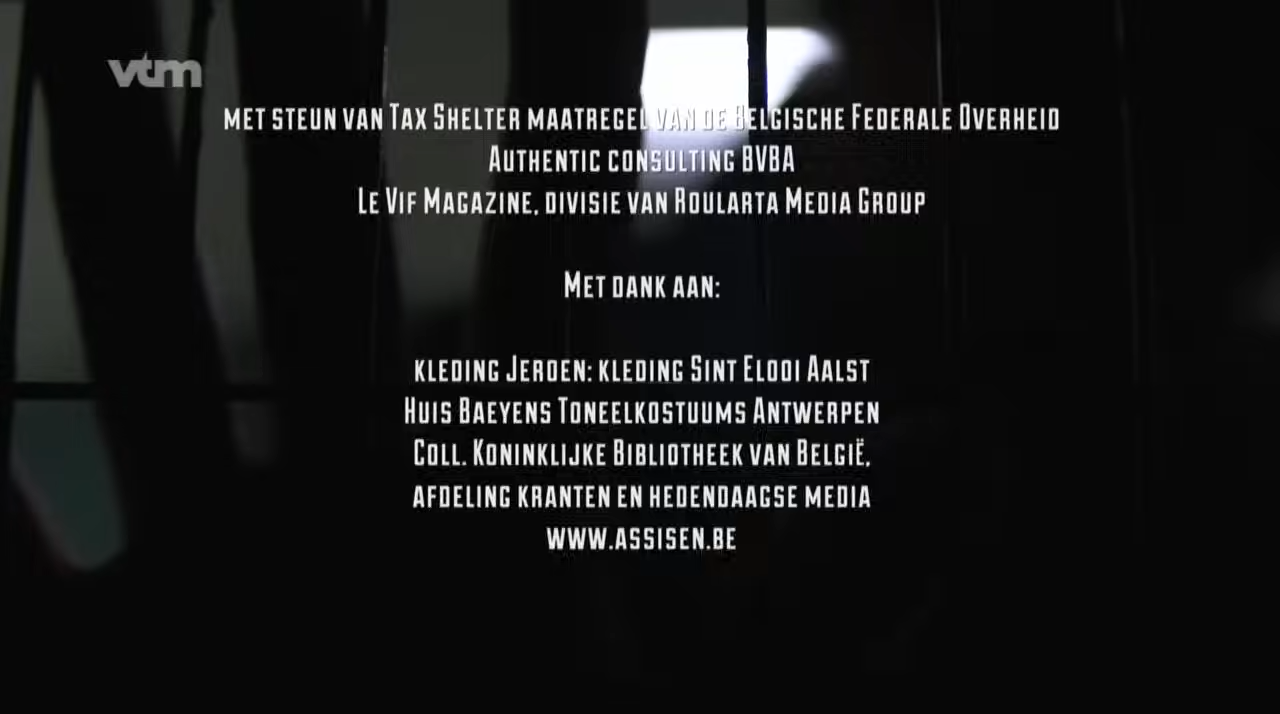 vtm
MET STEUN VAN TAX SHELTER MAATREGEL VAN DE BELGISCHE FEDERALE OVERHEID
AUTHENTIC CONSULTING BVBA
LE VIF MAGAZINE, DIVISIE VAN ROULARTA MEDIA GROUP
MET DANK AAN:
KLEDING JEROEN: KLEDING SINT ELOOI AALST
HUIS BAEYENS TONEELKOSTUUMS ANTWERPEN
COLL. KONINKLIJKE BIBLIOTHEEK VAN BELGIË,
AFDELING KRANTEN EN HEDENDAAGSE MEDIA
WWW.ASSISEN.BE